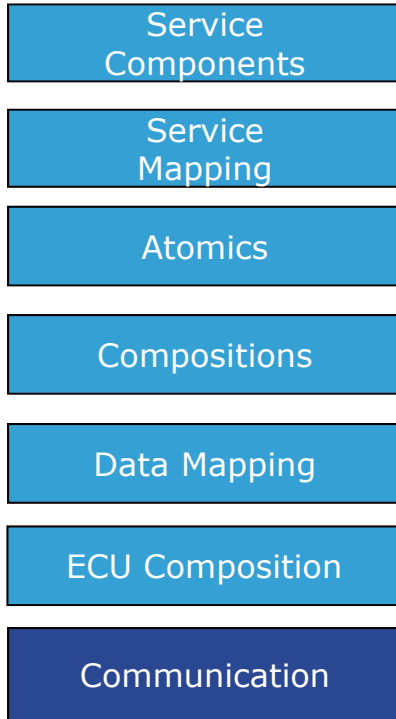 Service
Components
Service
Mapping
Atomics
Compositions
Data Mapping
ECU Composition
Communication